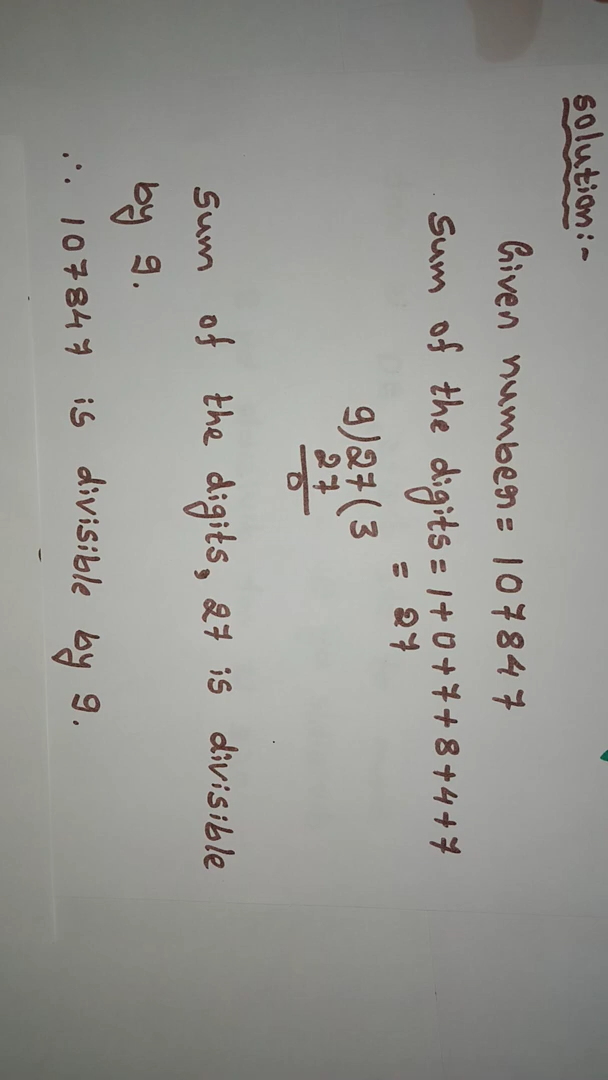 solution:-
Given number = 107847
Sum of the digits = 1+0+7+8+4+7
= 27
9)27(3
27
0
Sum of the digits, 27 is divisible
by 9.
∴ 107847 is divisible by 9.